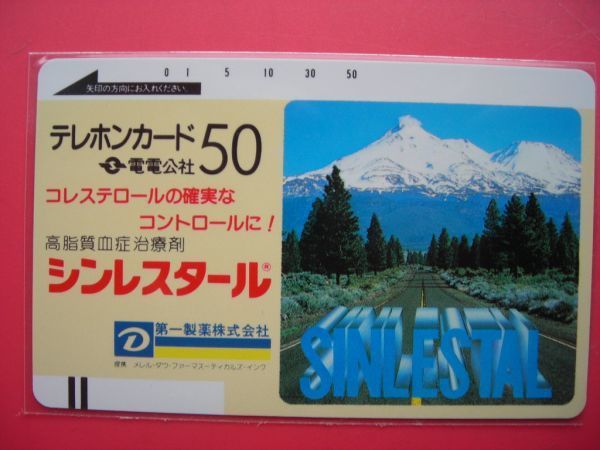 0 1 5 10 30 50
矢印の方向にお入れください。
テレホンカード50
電電公社
コレステロールの確実な
コントロールに!
高脂質血症治療剤
シンレスタール®
D 第一製薬株式会社
提携 メレル・ダウ・ファーマスーティカルズ・インク
SINLESTAL